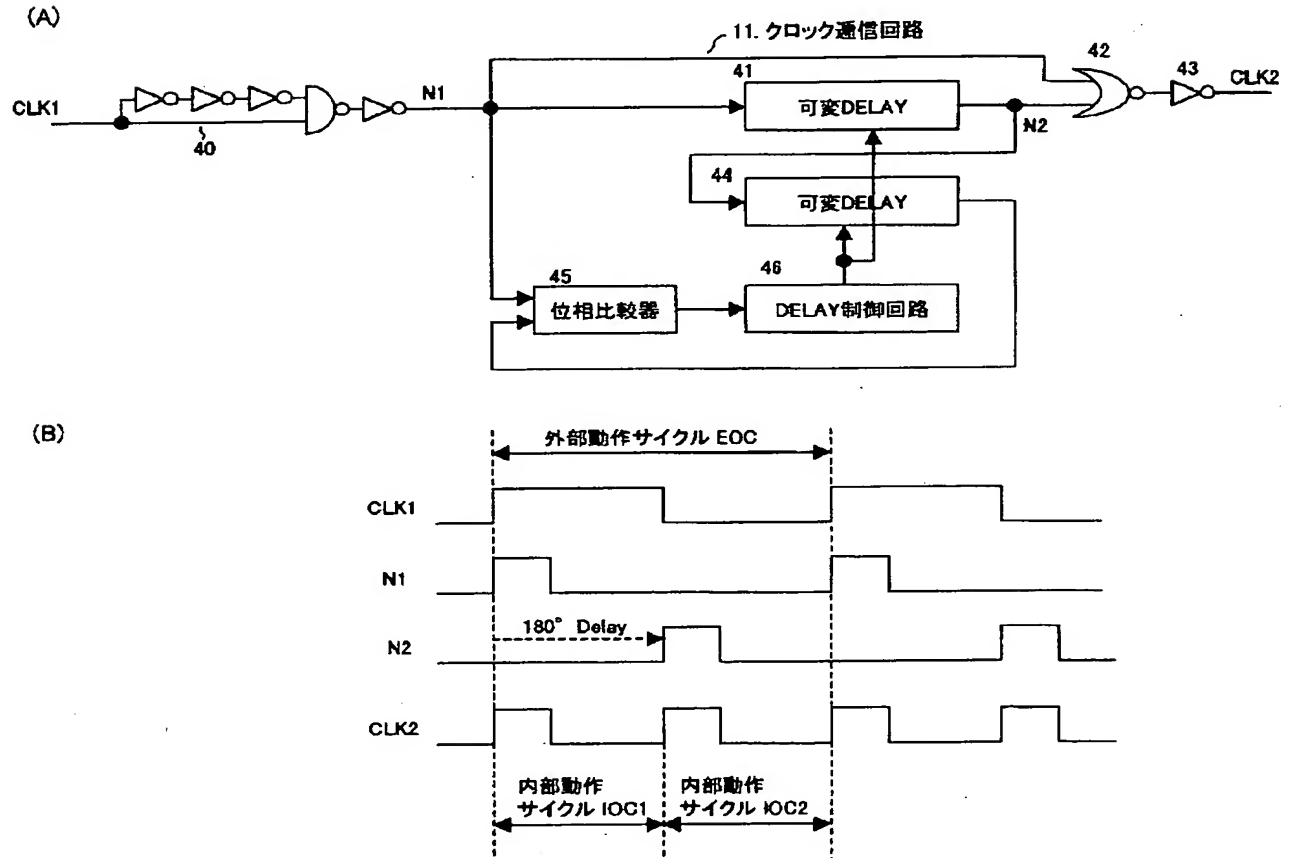 (A)
11. クロック逓信回路
CLK1
40
N1
41
可変DELAY
N2
42
43
CLK2
44
可変DELAY
45
位相比較器
46
DELAY制御回路
(B)
外部動作サイクル EOC
CLK1
N1
180° Delay
N2
CLK2
内部動作
サイクル IOC1
内部動作
サイクル IOC2